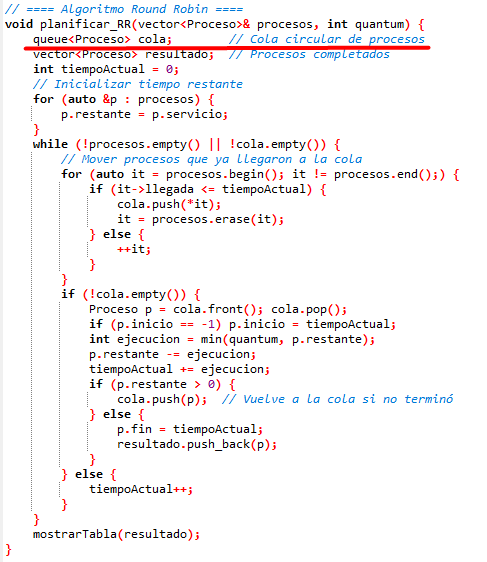 // ==== Algoritmo Round Robin ====
void planificar_RR(vector<Proceso>& procesos, int quantum) {
    queue<Proceso> cola;        // Cola circular de procesos
    vector<Proceso> resultado;  // Procesos completados
    int tiempoActual = 0;
    // Inicializar tiempo restante
    for (auto &p : procesos) {
        p.restante = p.servicio;
    }
    while (!procesos.empty() || !cola.empty()) {
        // Mover procesos que ya llegaron a la cola
        for (auto it = procesos.begin(); it != procesos.end();) {
            if (it->llegada <= tiempoActual) {
                cola.push(*it);
                it = procesos.erase(it);
            } else {
                ++it;
            }
        }
        if (!cola.empty()) {
            Proceso p = cola.front(); cola.pop();
            if (p.inicio == -1) p.inicio = tiempoActual;
            int ejecucion = min(quantum, p.restante);
            p.restante -= ejecucion;
            tiempoActual += ejecucion;
            if (p.restante > 0) {
                cola.push(p);  // Vuelve a la cola si no terminó
            } else {
                p.fin = tiempoActual;
                resultado.push_back(p);
            }
        } else {
            tiempoActual++;
        }
    }
    mostrarTabla(resultado);
}